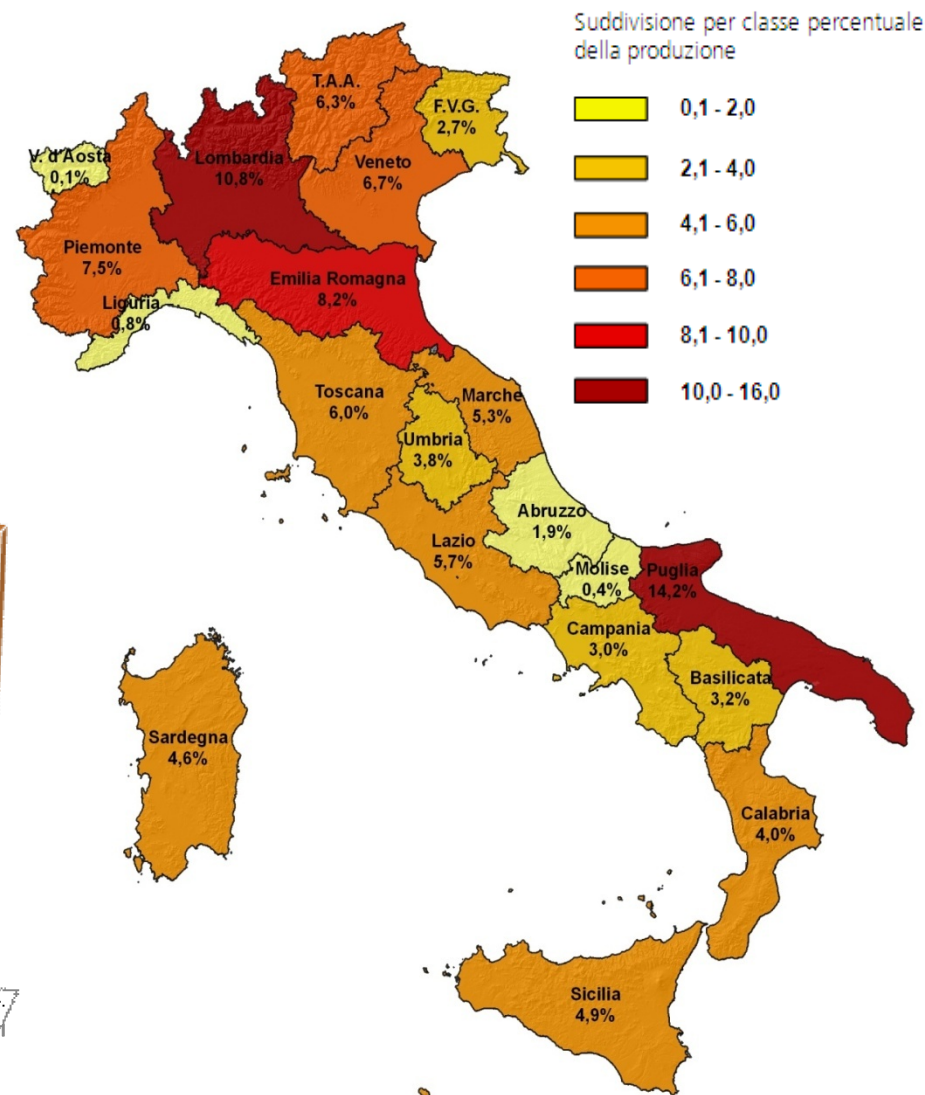 Suddivisione per classe percentuale
della produzione
0,1 - 2,0
2,1 - 4,0
4,1 - 6,0
6,1 - 8,0
8,1 - 10,0
10,0 - 16,0
T.A.A.
6,3%
F.V.G.
2,7%
V. d'Aosta
0,1%
Lombardia
10,8%
Veneto
6,7%
Piemonte
7,5%
Emilia Romagna
8,2%
Liguria
0,8%
Toscana
6,0%
Marche
5,3%
Umbria
3,8%
Abruzzo
1,9%
Lazio
5,7%
Molise
0,4%
Puglia
14,2%
Campania
3,0%
Basilicata
3,2%
Sardegna
4,6%
Calabria
4,0%
Sicilia
4,9%